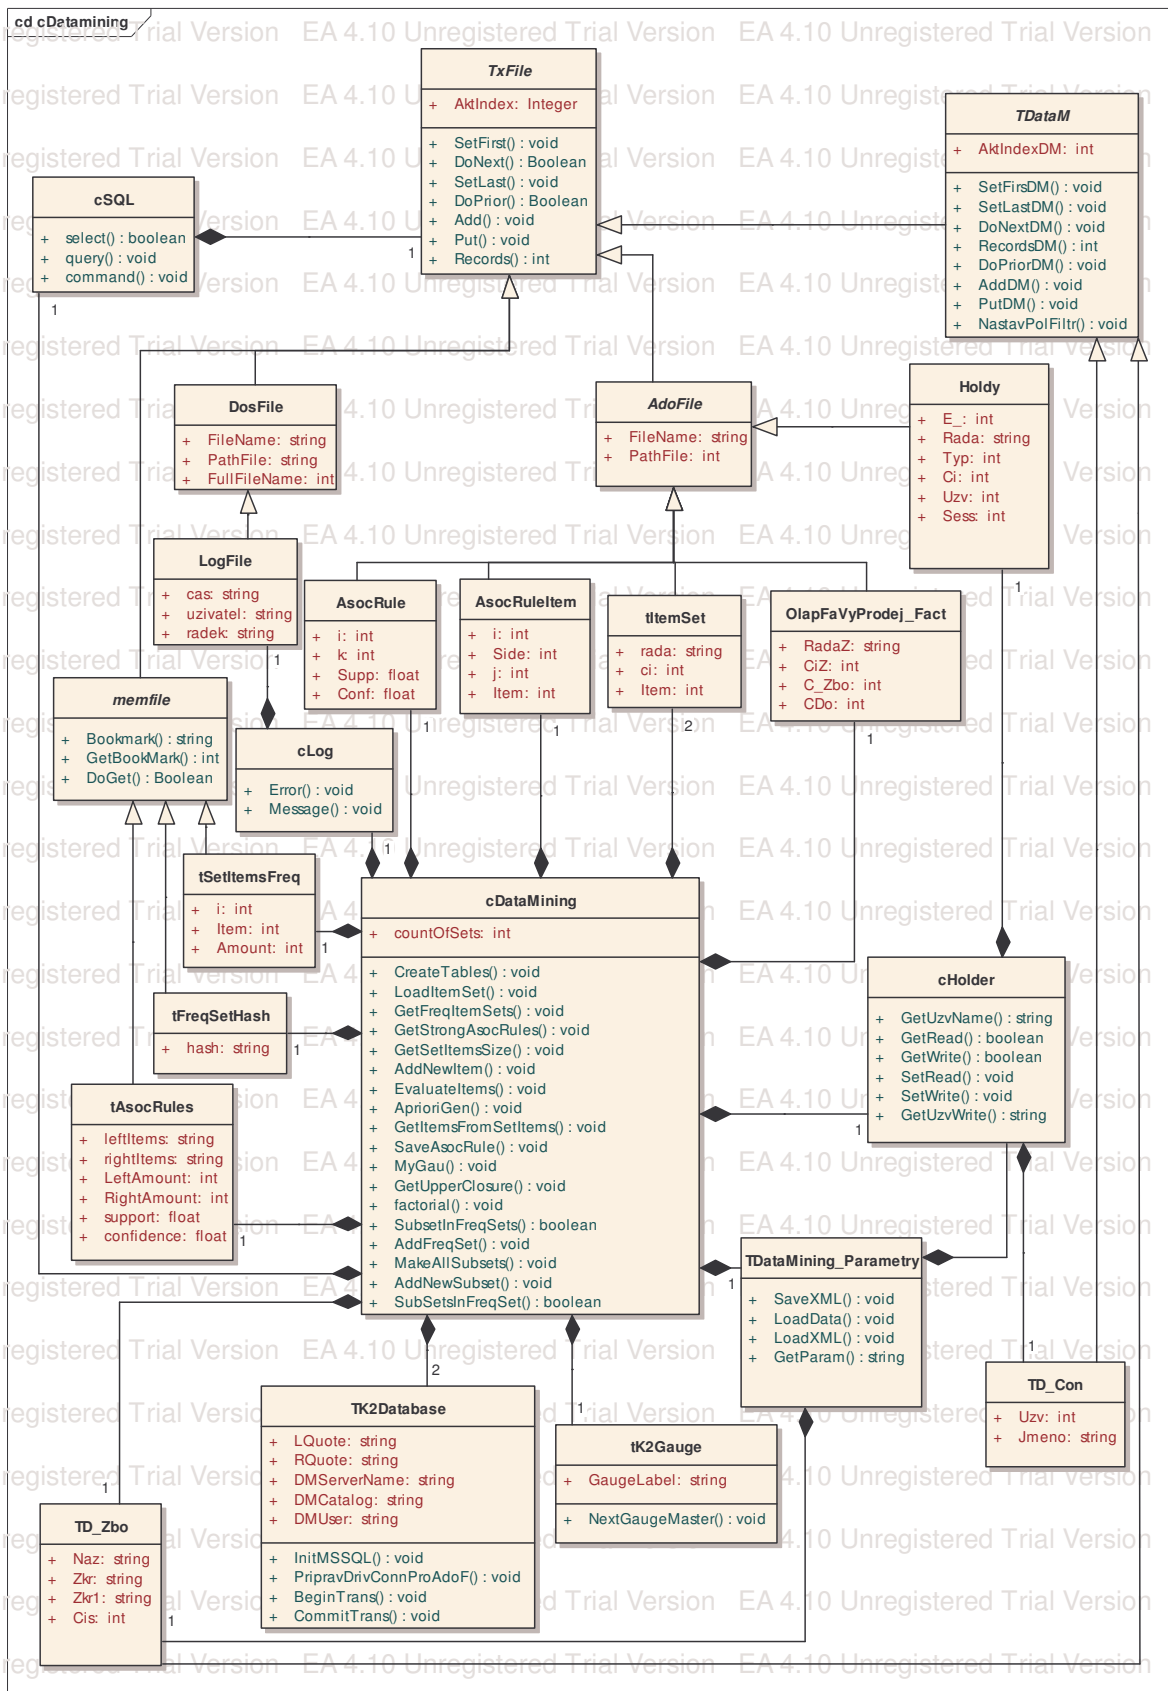 cd cDatamining
TxFile
+ AktIndex: Integer
+ SetFirst() : void
+ DoNext() : Boolean
+ SetLast() : void
+ DoPrior() : Boolean
+ Add() : void
+ Put() : void
+ Records() : int
TDataM
+ AktIndexDM: int
+ SetFirsDM() : void
+ SetLastDM() : void
+ DoNextDM() : void
+ RecordsDM() : int
+ DoPriorDM() : void
+ AddDM() : void
+ PutDM() : void
+ NastavPolFiltr() : void
cSQL
+ select() : boolean
+ query() : void
+ command() : void
1
1
DosFile
+ FileName: string
+ PathFile: string
+ FullFileName: int
AdoFile
+ FileName: string
+ PathFile: int
Holdy
+ E_: int
+ Rada: string
+ Typ: int
+ Ci: int
+ Uzv: int
+ Sess: int
1
LogFile
+ cas: string
+ uzivatel: string
+ radek: string
1
AsocRule
+ i: int
+ k: int
+ Supp: float
+ Conf: float
1
AsocRuleItem
+ i: int
+ Side: int
+ j: int
+ Item: int
1
tItemSet
+ rada: string
+ ci: int
+ Item: int
2
OlapFaVyProdej_Fact
+ RadaZ: string
+ CiZ: int
+ C_Zbo: int
+ CDo: int
1
memfile
+ Bookmark() : string
+ GetBookMark() : int
+ DoGet() : Boolean
cLog
+ Error() : void
+ Message() : void
1
tSetItemsFreq
+ i: int
+ Item: int
+ Amount: int
1
cDataMining
+ countOfSets: int
+ CreateTables() : void
+ LoadItemSet() : void
+ GetFreqItemSets() : void
+ GetStrongAsocRules() : void
+ GetSetItemsSize() : void
+ AddNewItem() : void
+ EvaluateItems() : void
+ AprioriGen() : void
+ GetItemsFromSetItems() : void
+ SaveAsocRule() : void
+ MyGau() : void
+ GetUpperClosure() : void
+ factorial() : void
+ SubsetInFreqSets() : boolean
+ AddFreqSet() : void
+ MakeAllSubsets() : void
+ AddNewSubset() : void
+ SubSetsInFreqSet() : boolean
cHolder
+ GetUzvName() : string
+ GetRead() : boolean
+ GetWrite() : boolean
+ SetRead() : void
+ SetWrite() : void
+ GetUzvWrite() : string
1
tFreqSetHash
+ hash: string
1
tAsocRules
+ leftItems: string
+ rightItems: string
+ LeftAmount: int
+ RightAmount: int
+ support: float
+ confidence: float
1
TDataMining_Parametry
+ SaveXML() : void
+ LoadData() : void
+ LoadXML() : void
+ GetParam() : string
1
TD_Con
+ Uzv: int
+ Jmeno: string
1
TK2Database
+ LQuote: string
+ RQuote: string
+ DMServerName: string
+ DMCatalog: string
+ DMUser: string
+ InitMSSQL() : void
+ PripravDrivConnProAdoF() : void
+ BeginTrans() : void
+ CommitTrans() : void
2
tK2Gauge
+ GaugeLabel: string
+ NextGaugeMaster() : void
1
TD_Zbo
+ Naz: string
+ Zkr: string
+ Zkr1: string
+ Cis: int
1
1
EA 4.10 Unregistered Trial Version